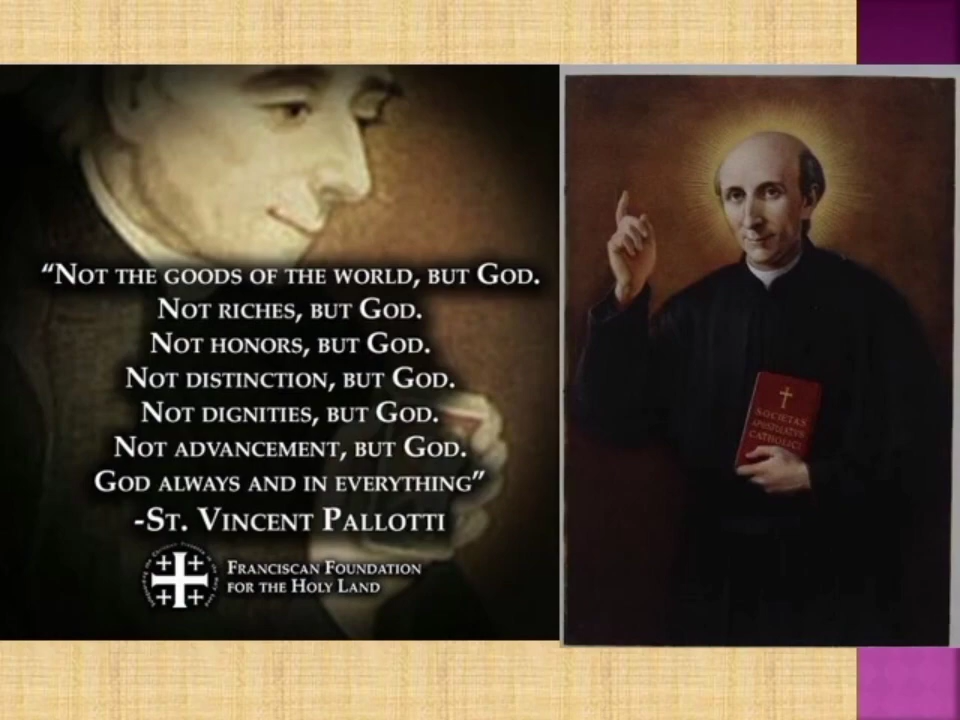 “Not the goods of the world, but God.
Not riches, but God.
Not honors, but God.
Not distinction, but God.
Not dignities, but God.
Not advancement, but God.
God always and in everything”
-St. Vincent Pallotti
Franciscan Foundation
for the Holy Land
SOCIETAS
APOSTOLATUS
CATHOLICI